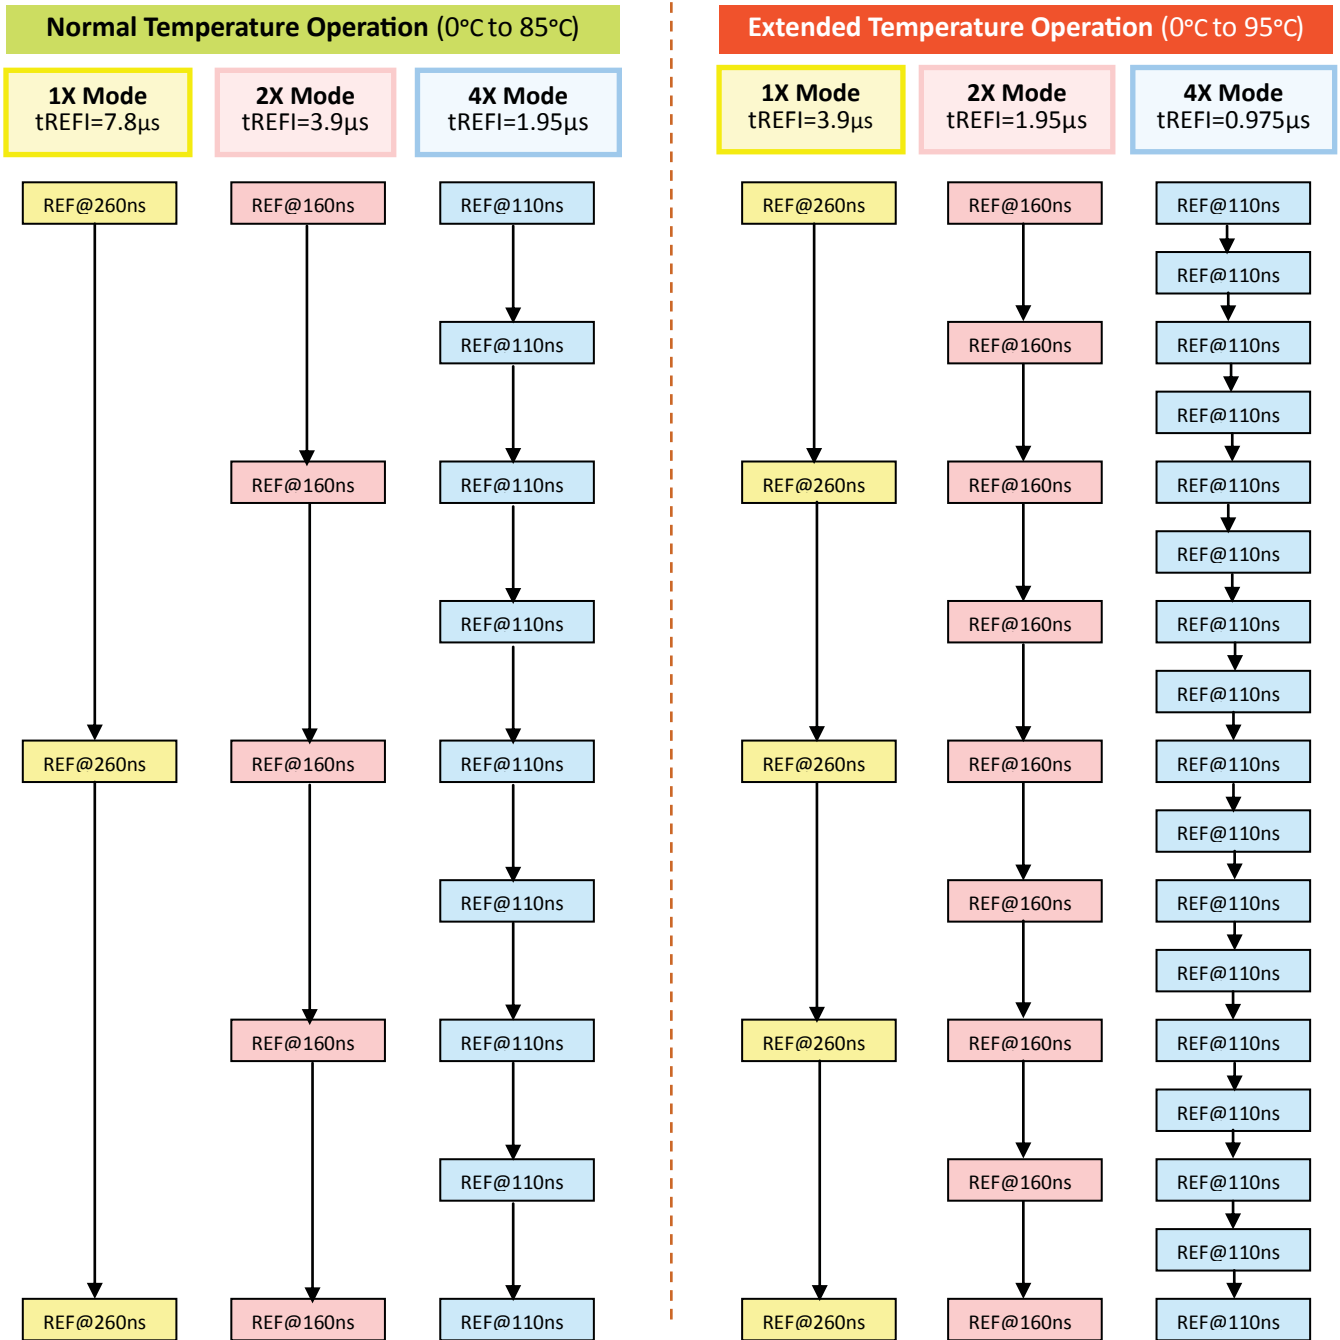 Normal Temperature Operation (0°C to 85°C)
Extended Temperature Operation (0°C to 95°C)
1X Mode
tREFI=7.8µs
2X Mode
tREFI=3.9µs
4X Mode
tREFI=1.95µs
1X Mode
tREFI=3.9µs
2X Mode
tREFI=1.95µs
4X Mode
tREFI=0.975µs
REF@260ns
REF@160ns
REF@110ns
REF@260ns
REF@160ns
REF@110ns
REF@110ns
REF@110ns
REF@160ns
REF@110ns
REF@110ns
REF@160ns
REF@110ns
REF@260ns
REF@160ns
REF@110ns
REF@110ns
REF@110ns
REF@160ns
REF@110ns
REF@110ns
REF@260ns
REF@160ns
REF@110ns
REF@260ns
REF@160ns
REF@110ns
REF@110ns
REF@110ns
REF@160ns
REF@110ns
REF@110ns
REF@160ns
REF@110ns
REF@260ns
REF@160ns
REF@110ns
REF@110ns
REF@110ns
REF@160ns
REF@110ns
REF@110ns
REF@260ns
REF@160ns
REF@110ns
REF@260ns
REF@160ns
REF@110ns